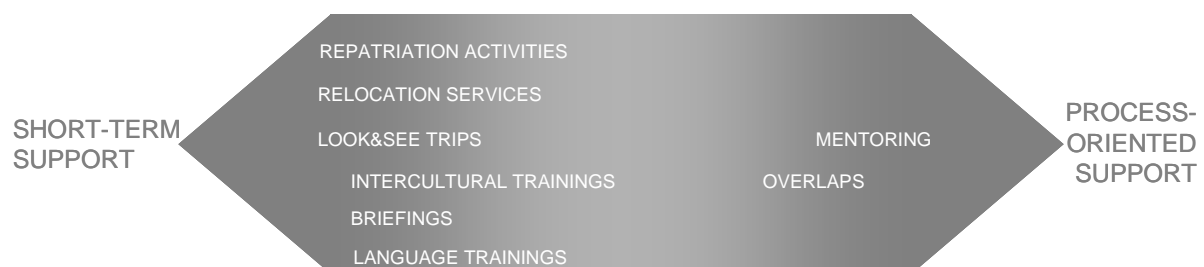 SHORT-TERM
SUPPORT
REPATRIATION ACTIVITIES
RELOCATION SERVICES
LOOK&SEE TRIPS
INTERCULTURAL TRAININGS
BRIEFINGS
LANGUAGE TRAININGS
MENTORING
OVERLAPS
PROCESS-
ORIENTED
SUPPORT